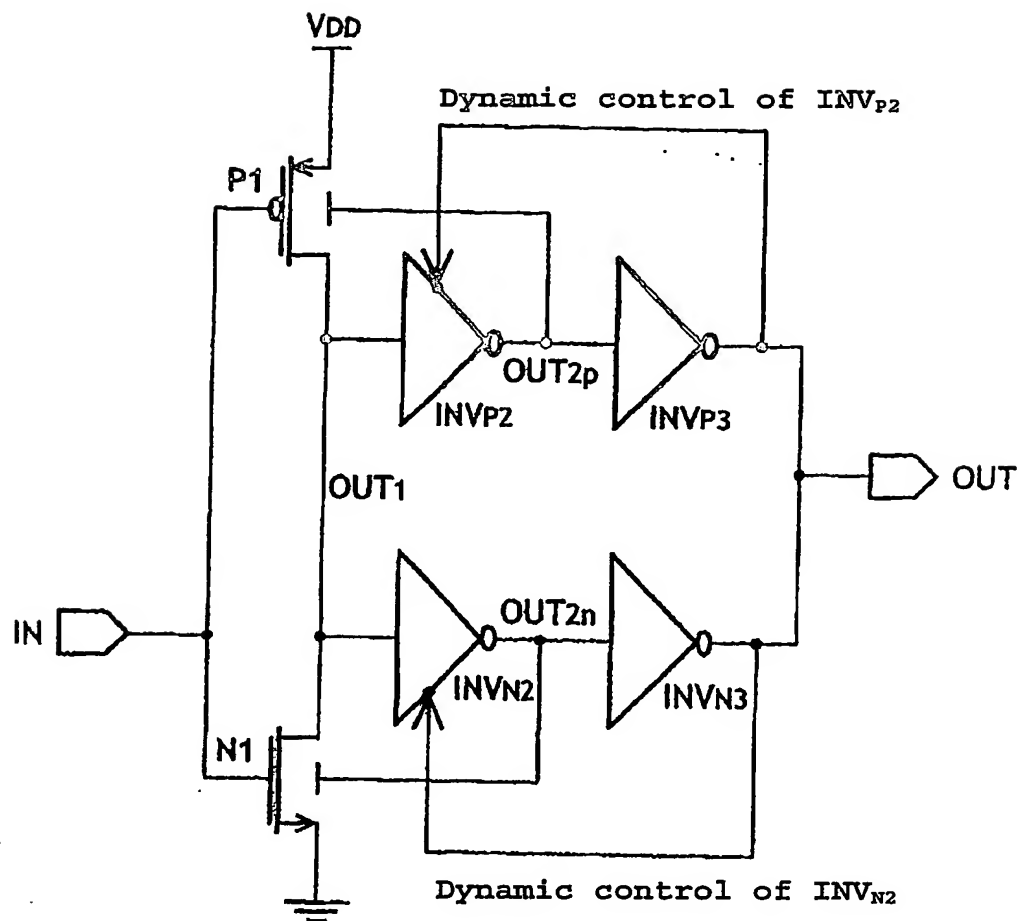 VDD
Dynamic control of INVP2
P1
OUT2p
INVP2
INVP3
OUT1
OUT
IN
OUT2n
INVN2
INVN3
N1
Dynamic control of INVN2